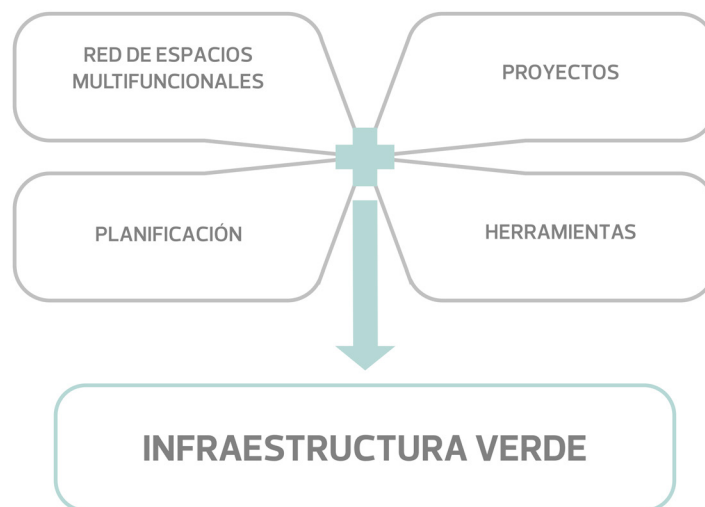 RED DE ESPACIOS
MULTIFUNCIONALES
PROYECTOS
PLANIFICACIÓN
HERRAMIENTAS
INFRAESTRUCTURA VERDE